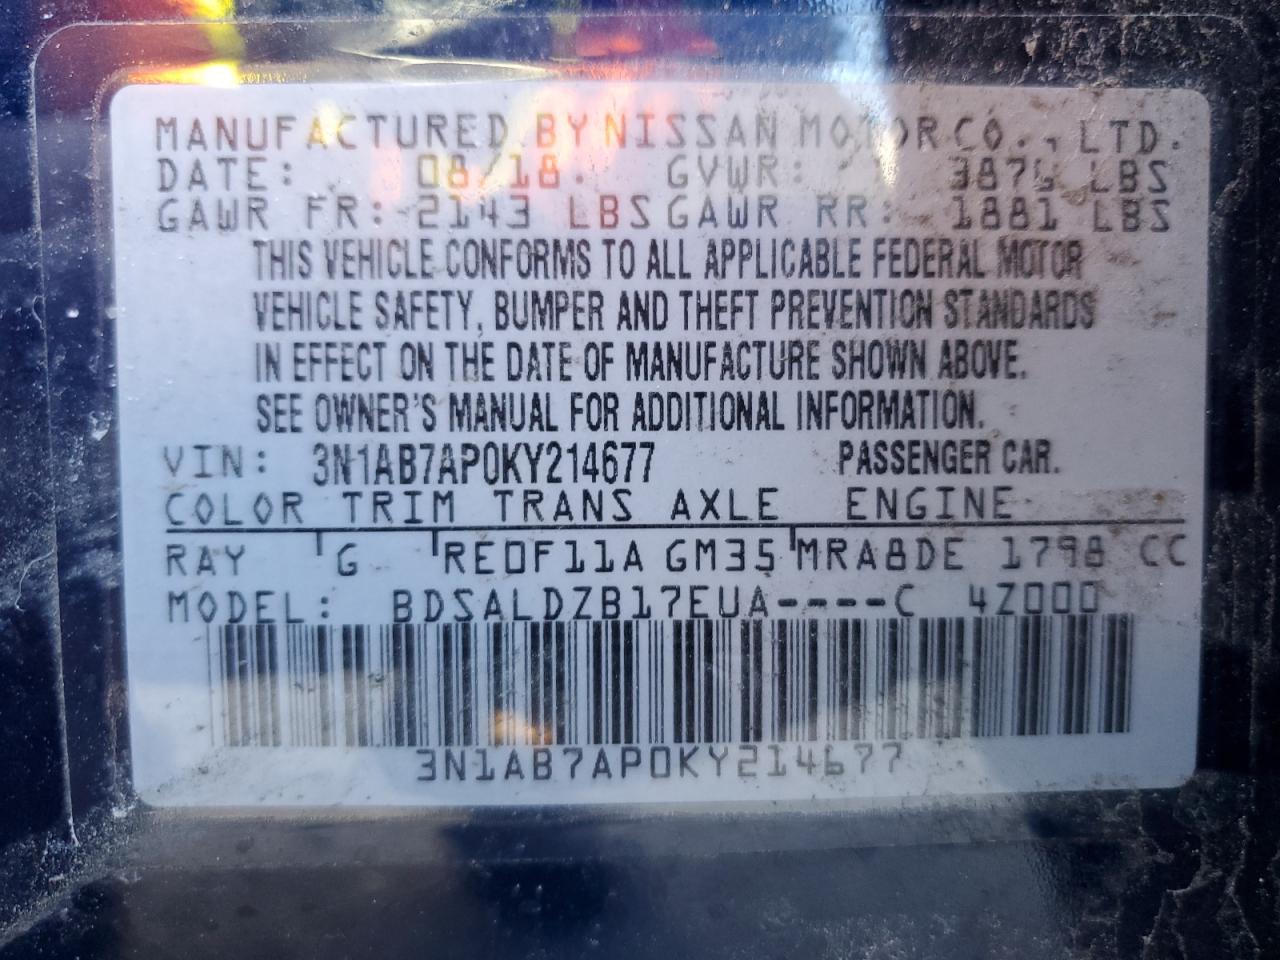 MANUFACTURED BY NISSAN MOTOR CO., LTD.
DATE: 08/18. GVWR: 3876 LBS
GAWR FR: 2143 LBS GAWR RR: 1881 LBS
THIS VEHICLE CONFORMS TO ALL APPLICABLE FEDERAL MOTOR
VEHICLE SAFETY, BUMPER AND THEFT PREVENTION STANDARDS
IN EFFECT ON THE DATE OF MANUFACTURE SHOWN ABOVE.
SEE OWNER'S MANUAL FOR ADDITIONAL INFORMATION.
VIN: 3N1AB7AP0KY214677 PASSENGER CAR.
COLOR TRIM TRANS AXLE ENGINE
RAY G RE0F11A GM35 MRA8DE 1798 CC
MODEL: BDSALDZB17EUA----C 4Z000
3N1AB7AP0KY214677